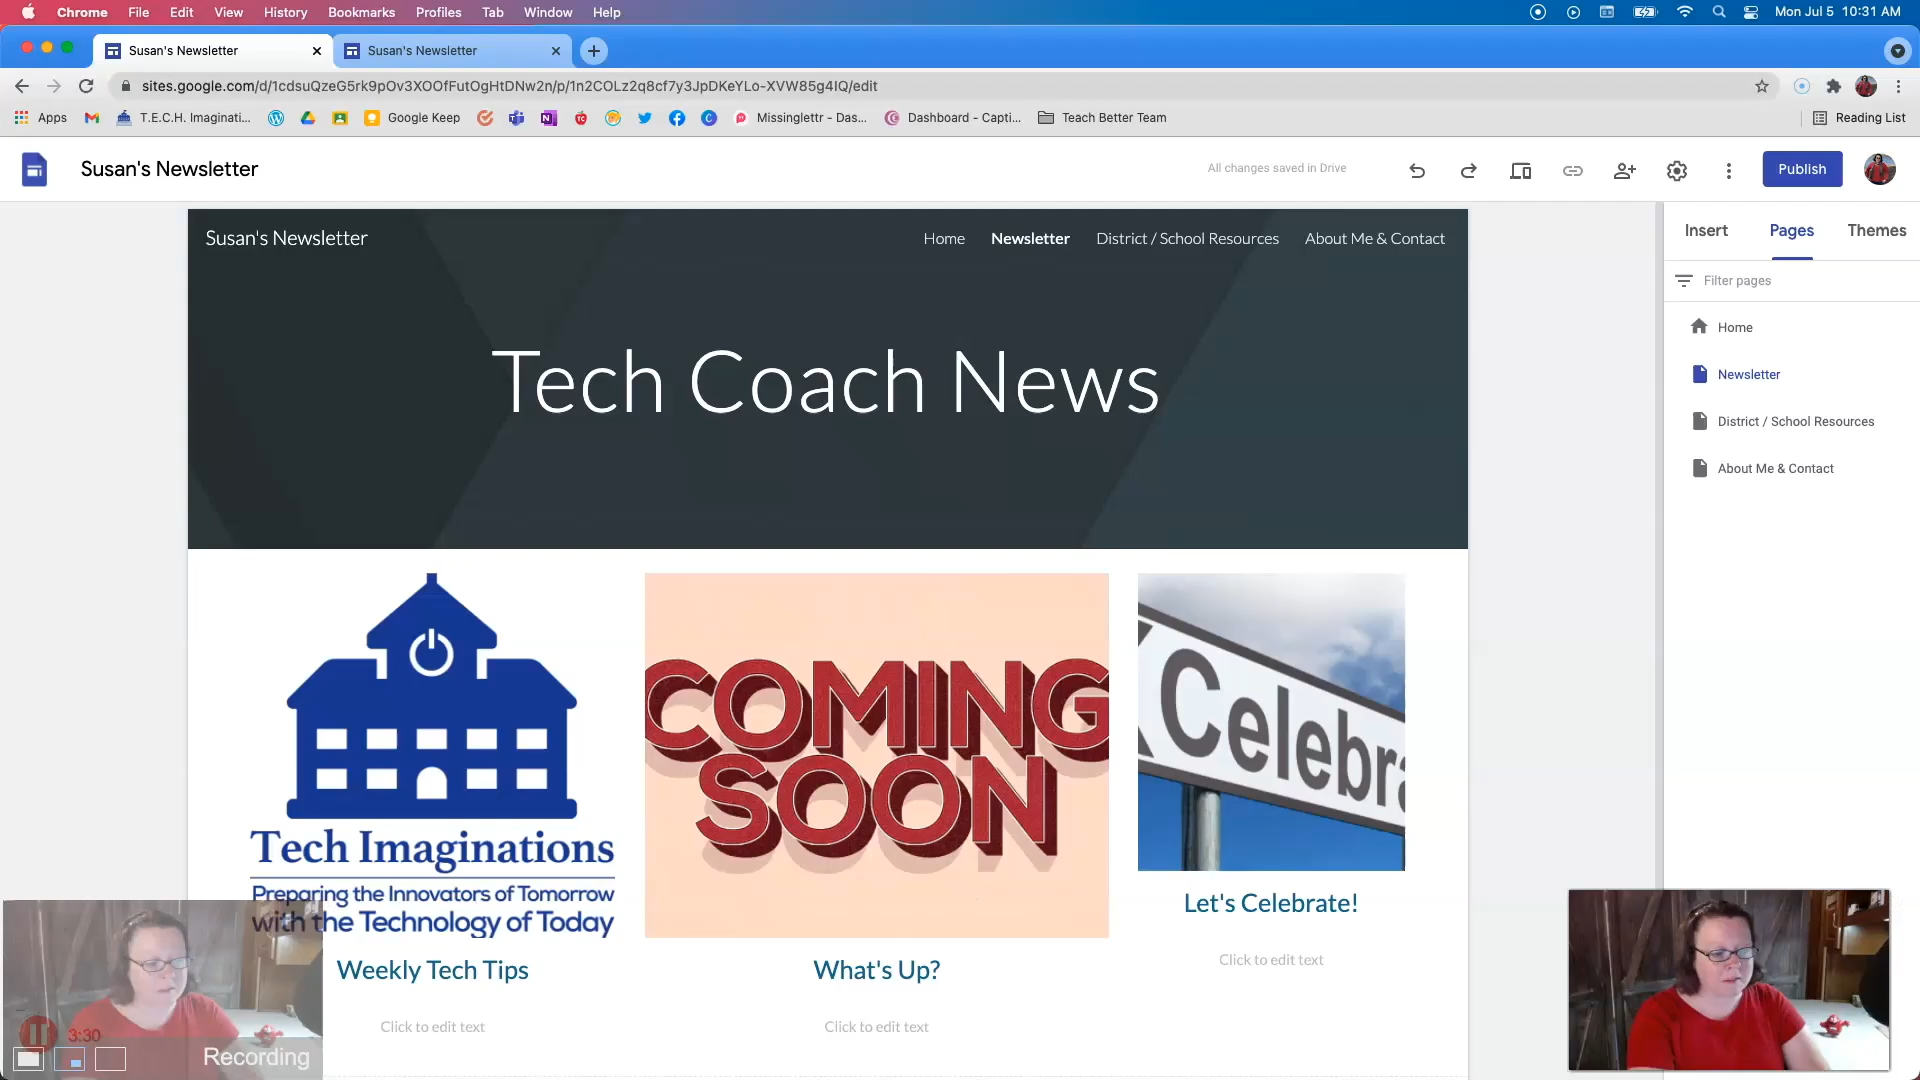 Chrome File Edit View History Bookmarks Profiles Tab Window Help Mon Jul 5 10:31 AM
Susan's Newsletter Susan's Newsletter
sites.google.com/d/1cdsuQzeG5rk9pOv3XOOfFutOgHtDNw2n/p/1n2COLz2q8cf7y3JpDKeYLo-XVW85g4IQ/edit
Apps T.E.C.H. Imaginati... Google Keep Missinglettr - Das... Dashboard - Capti... Teach Better Team Reading List
Susan's Newsletter All changes saved in Drive Publish
Insert Pages Themes
Susan's Newsletter Home Newsletter District / School Resources About Me & Contact
Filter pages
Home
Newsletter
District / School Resources
About Me & Contact
Tech Coach News
COMING
SOON
Celebra
Tech Imaginations
Preparing the Innovators of Tomorrow
with the Technology of Today
Let's Celebrate!
Click to edit text
Weekly Tech Tips
What's Up?
Click to edit text
Click to edit text
3:30
Recording